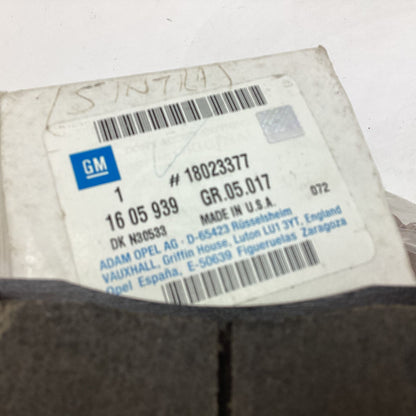 SINTRA
GM
1 # 18023377
16 05 939 GR.05.017
DK N30533 MADE IN U.S.A. 072
ADAM OPEL AG · D-65423 Rüsselsheim
VAUXHALL, Griffin House, Luton LU1 3YT, England
Opel España, E-50639 Figueruelas Zaragoza